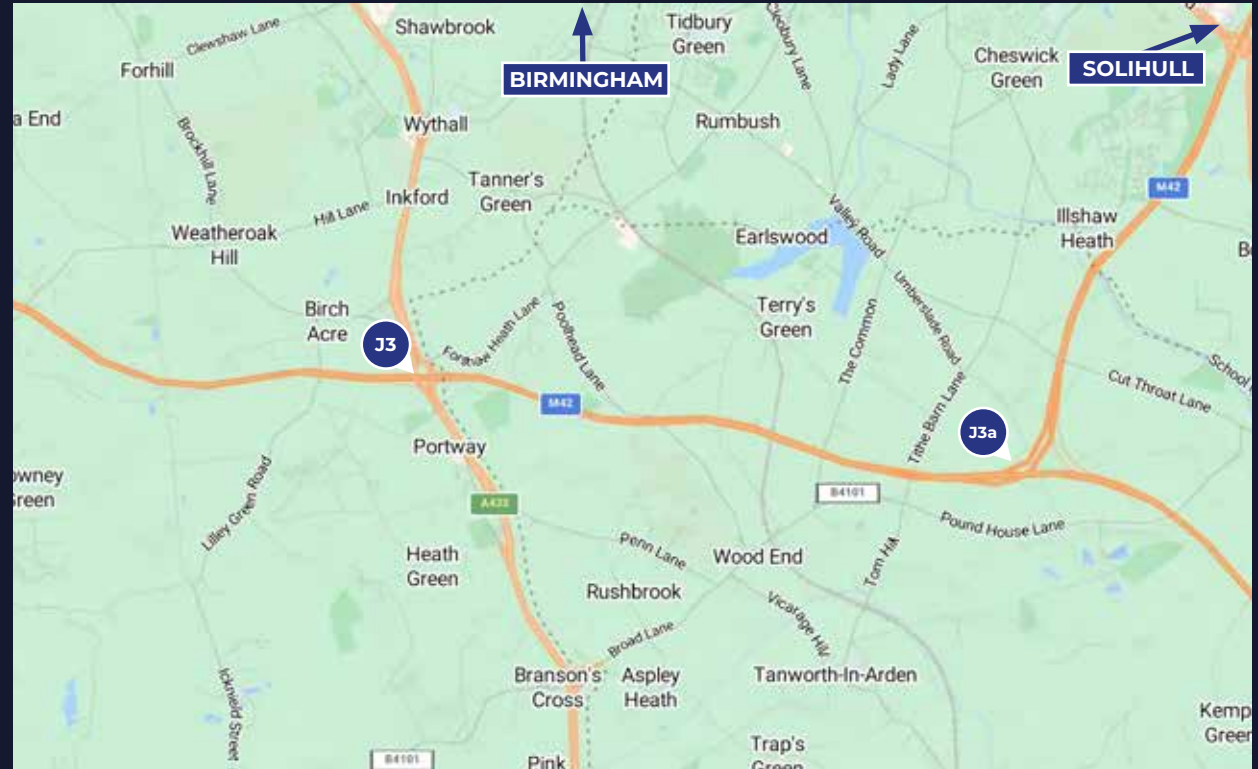 Clewshaw Lane
Shawbrook
BIRMINGHAM
Tidbury
Green
Cleobury Lane
Lady Lane
Cheswick
Green
SOLIHULL
Forhill
a End
Brockhill Lane
Wythall
Rumbush
M42
Tanner's
Green
Inkford
Hill Lane
Weatheroak
Hill
Earlswood
Valley Road
Illshaw
Heath
Birch
Acre
J3
Forshaw Heath Lane
Poolhead Lane
Terry's
Green
The Common
Umberslade Road
School
Cut Throat Lane
M42
Tithe Barn Lane
J3a
Portway
owney
Green
Lilley Green Road
A435
B4101
Pound House Lane
Heath
Green
Penn Lane
Wood End
Tom Hill
Rushbrook
Vicarage Hill
Broad Lane
Branson's
Cross
Aspley
Heath
Tanworth-In-Arden
Icknield Street
Kemp
Green
B4101
Pink
Trap's
Green